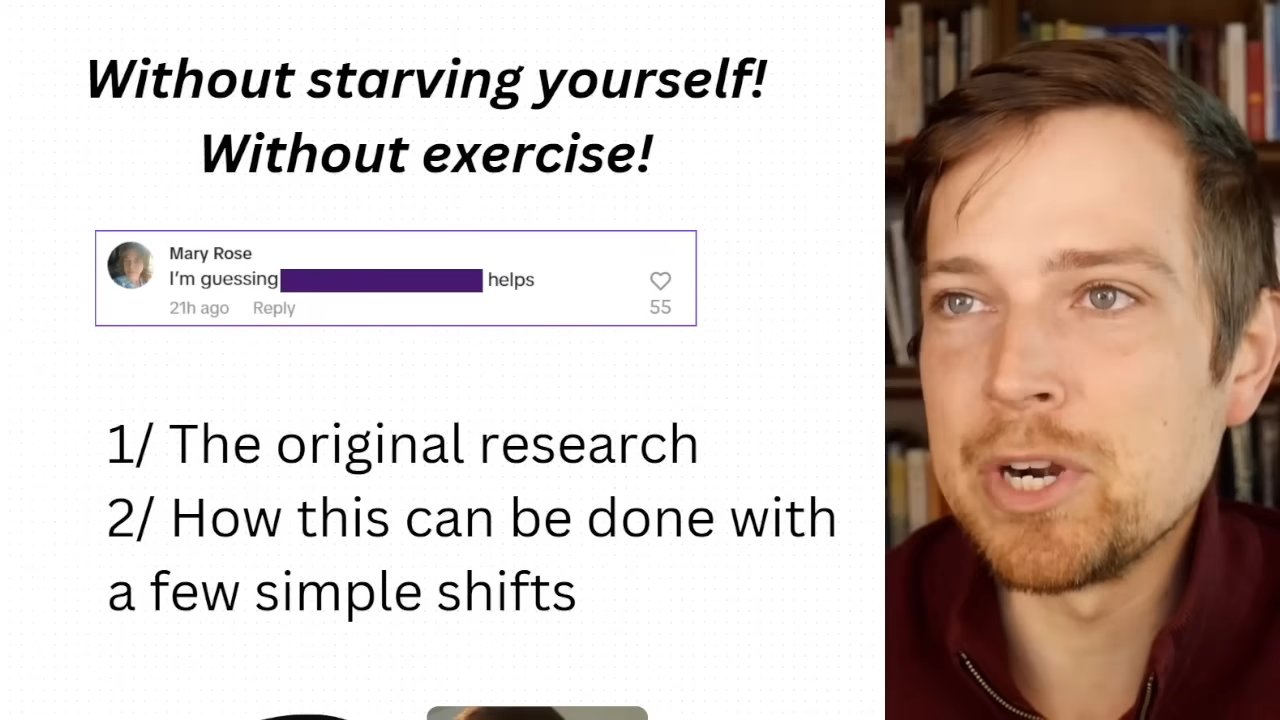 Without starving yourself!
Without exercise!
Mary Rose
I'm guessing helps
21h ago Reply
55
1/ The original research
2/ How this can be done with
a few simple shifts